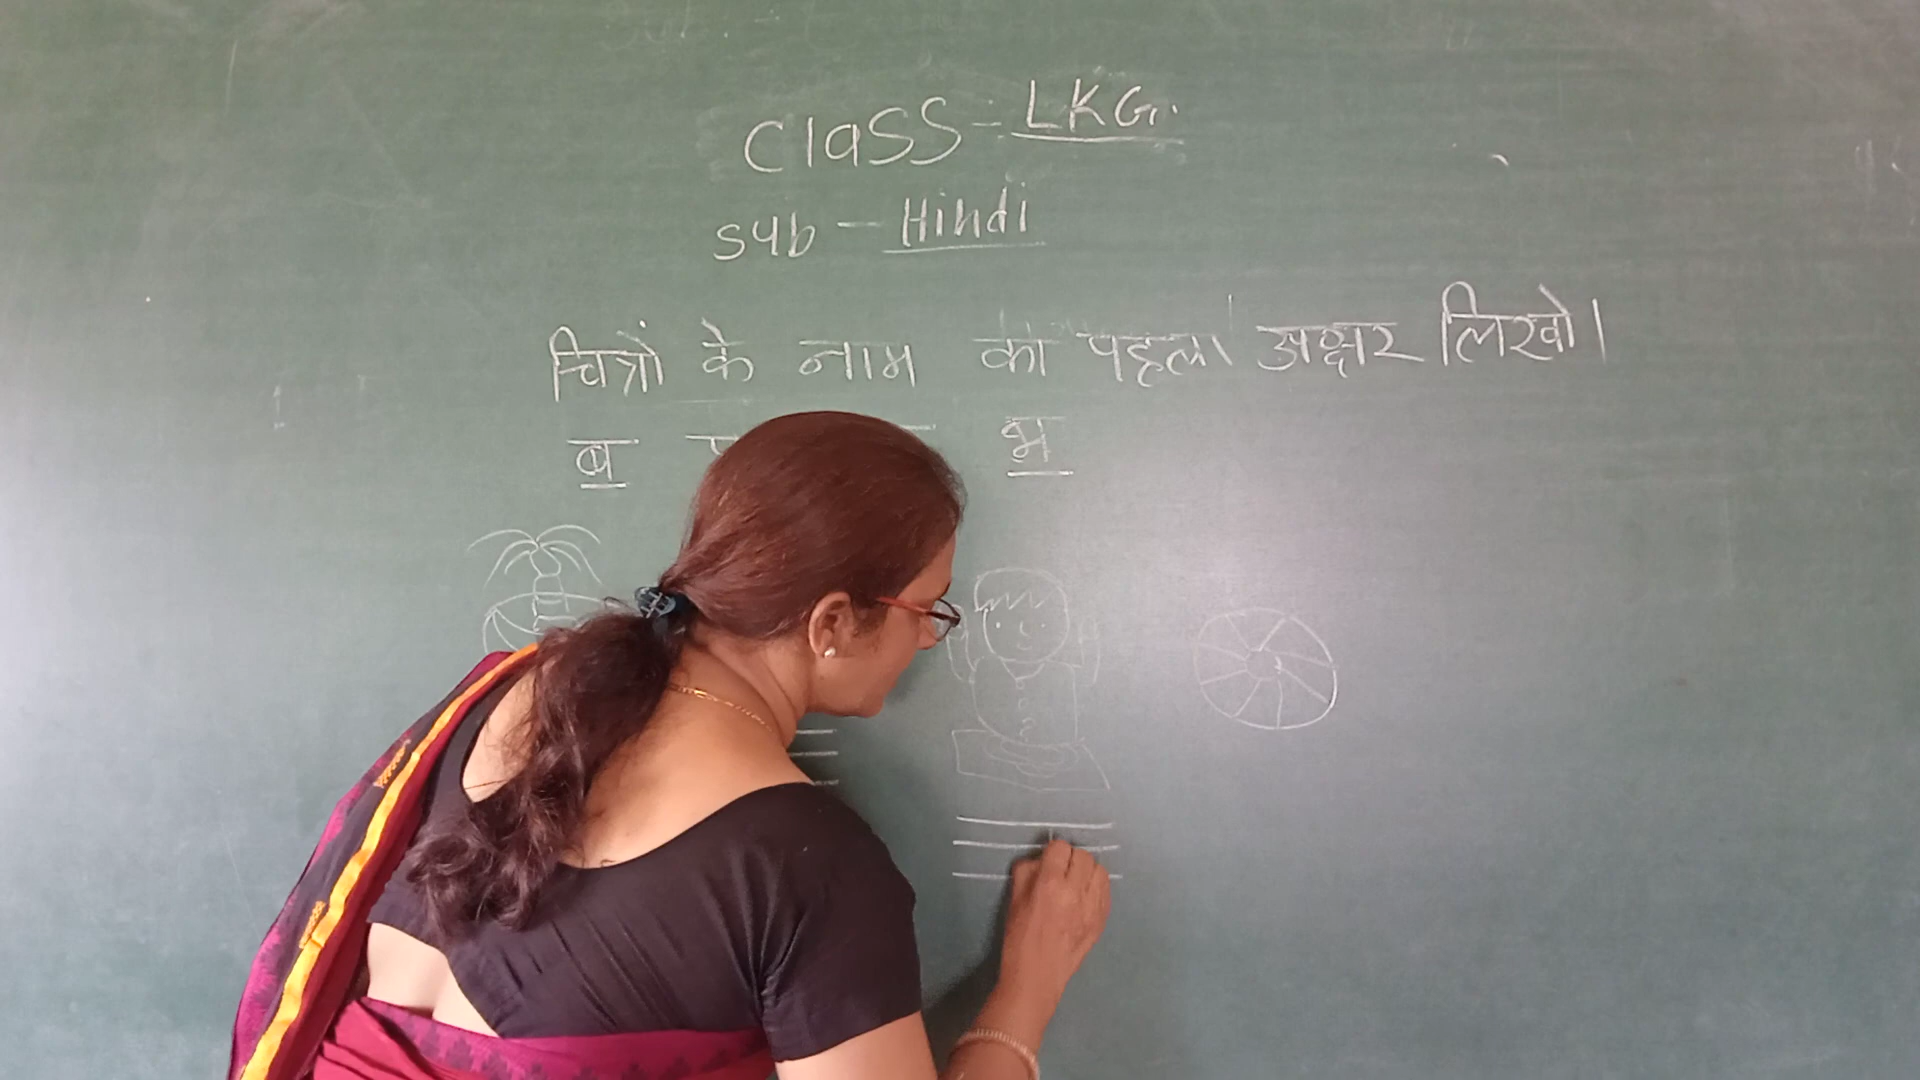 Class - LKG.
Sub - Hindi
चित्रों के नाम का पहला अक्षर लिखो।
ब भ